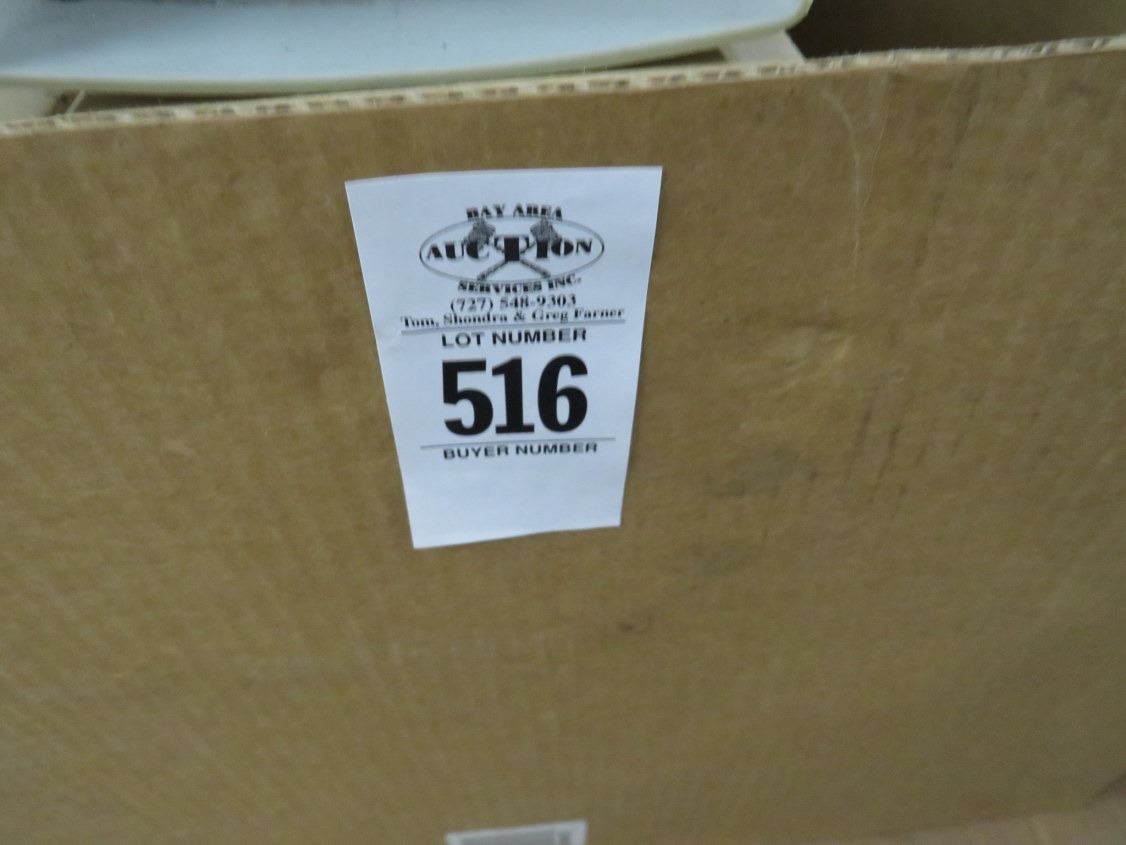 BAY AREA
AUCTION
SERVICES INC.
(727) 548-9303
Tom, Shondra & Greg Farner
LOT NUMBER
516
BUYER NUMBER